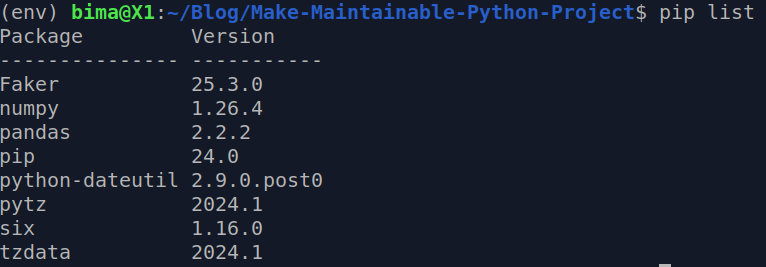 (env) bima@X1:~/Blog/Make-Maintainable-Python-Project$ pip list
Package         Version
--------------- -----------
Faker           25.3.0
numpy           1.26.4
pandas          2.2.2
pip             24.0
python-dateutil 2.9.0.post0
pytz            2024.1
six             1.16.0
tzdata          2024.1